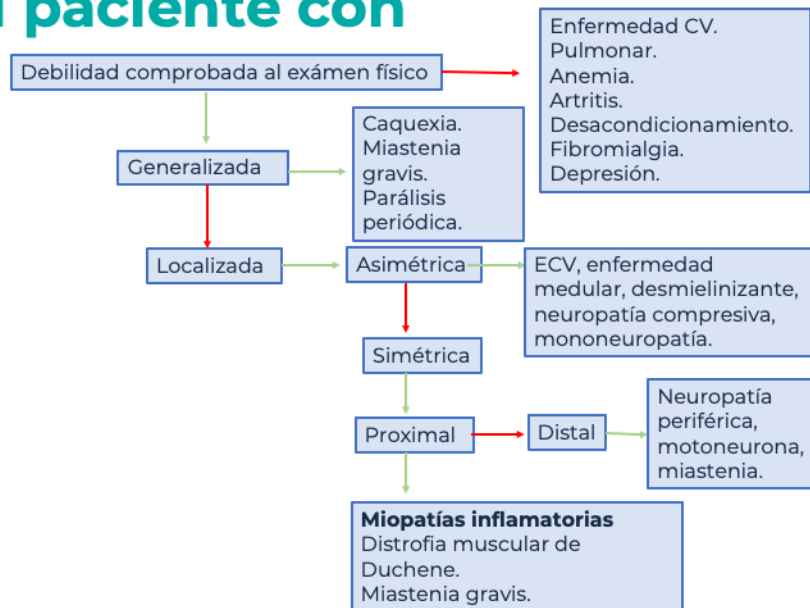 paciente con
Debilidad comprobada al exámen físico
Enfermedad CV.
Pulmonar.
Anemia.
Artritis.
Desacondicionamiento.
Fibromialgia.
Depresión.
Generalizada
Caquexia.
Miastenia
gravis.
Parálisis
periódica.
Localizada
Asimétrica
ECV, enfermedad
medular, desmielinizante,
neuropatía compresiva,
mononeuropatía.
Simétrica
Proximal
Distal
Neuropatía
periférica,
motoneurona,
miastenia.
Miopatías inflamatorias
Distrofia muscular de
Duchene.
Miastenia gravis.